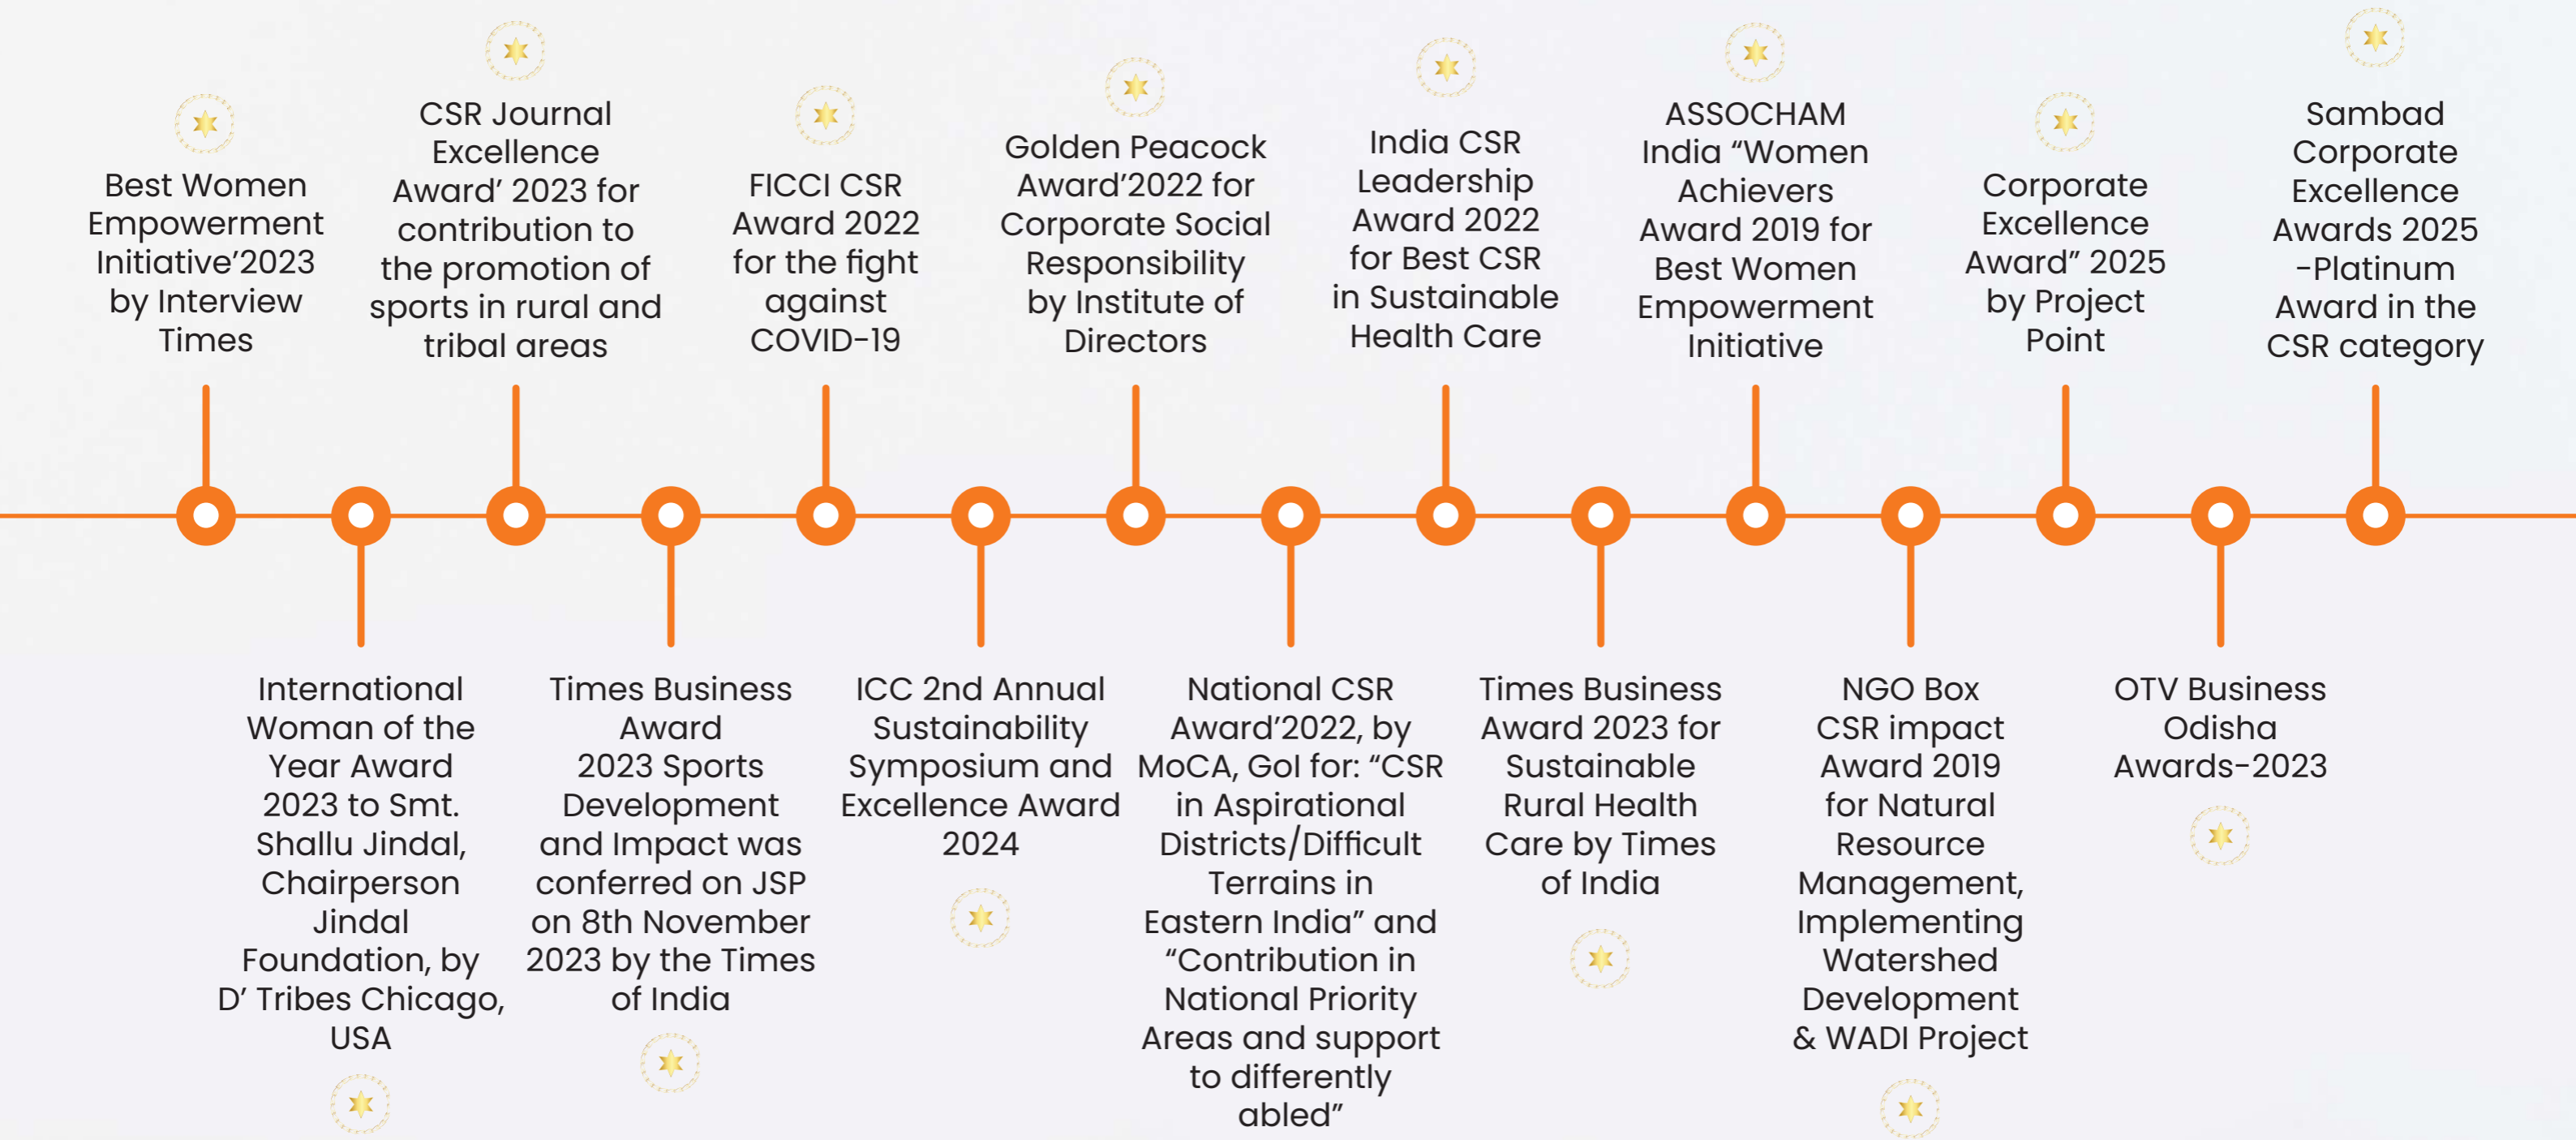 Best Women
Empowerment
Initiative’2023
by Interview
Times
CSR Journal
Excellence
Award’ 2023 for
contribution to
the promotion of
sports in rural and
tribal areas
FICCI CSR
Award 2022
for the fight
against
COVID-19
Golden Peacock
Award’2022 for
Corporate Social
Responsibility
by Institute of
Directors
India CSR
Leadership
Award 2022
for Best CSR
in Sustainable
Health Care
ASSOCHAM
India “Women
Achievers
Award 2019 for
Best Women
Empowerment
Initiative
Corporate
Excellence
Award” 2025
by Project
Point
Sambad
Corporate
Excellence
Awards 2025
-Platinum
Award in the
CSR category
International
Woman of the
Year Award
2023 to Smt.
Shallu Jindal,
Chairperson
Jindal
Foundation, by
D’ Tribes Chicago,
USA
Times Business
Award
2023 Sports
Development
and Impact was
conferred on JSP
on 8th November
2023 by the Times
of India
ICC 2nd Annual
Sustainability
Symposium and
Excellence Award
2024
National CSR
Award’2022, by
MoCA, GoI for: “CSR
in Aspirational
Districts/Difficult
Terrains in
Eastern India” and
“Contribution in
National Priority
Areas and support
to differently
abled”
Times Business
Award 2023 for
Sustainable
Rural Health
Care by Times
of India
NGO Box
CSR impact
Award 2019
for Natural
Resource
Management,
Implementing
Watershed
Development
& WADI Project
OTV Business
Odisha
Awards-2023